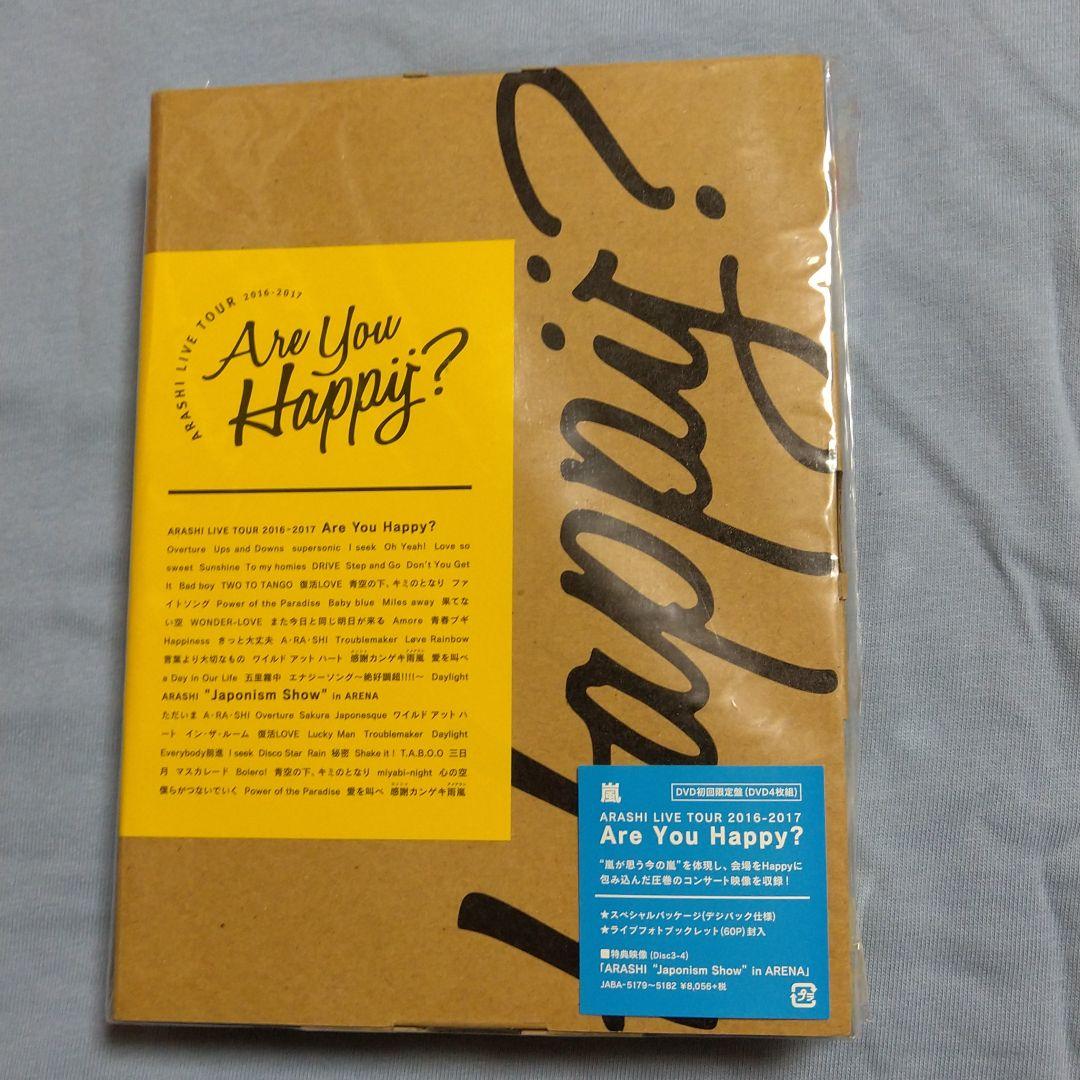 ARASHI LIVE TOUR 2016-2017
Are You
Happy?
ARASHI LIVE TOUR 2016-2017 Are You Happy?
Overture Ups and Downs supersonic I seek Oh Yeah! Love so
sweet Sunshine To my homies DRIVE Step and Go Don't You Get
It Bad boy TWO TO TANGO 復活LOVE 青空の下、キミのとなり ファ
イトソング Power of the Paradise Baby blue Miles away 果てな
い空 WONDER-LOVE また今日と同じ明日が来る Amore 青春ブギ
Happiness きっと大丈夫 A・RA・SHI Troublemaker Løve Rainbow
言葉より大切なもの ワイルド アット ハート 感謝カンゲキ雨嵐 愛を叫べ
a Day in Our Life 五里霧中 エナジーソング〜絶好調超!!!!〜 Daylight
ARASHI "Japonism Show" in ARENA
ただいま A・RA・SHI Overture Sakura Japonesque ワイルド アット ハ
ート イン・ザ・ルーム 復活LOVE Lucky Man Troublemaker Daylight
Everybody前進 I seek Disco Star Rain 秘密 Shake it! T.A.B.O.O 三日
月 マスカレード Bolero! 青空の下、キミのとなり miyabi-night 心の空
僕らがつないでいく Power of the Paradise 愛を叫べ 感謝カンゲキ雨嵐
Happy?
嵐 DVD初回限定盤(DVD4枚組)
ARASHI LIVE TOUR 2016-2017
Are You Happy?
"嵐が思う今の嵐"を体現し、会場をHappyに
包み込んだ圧巻のコンサート映像を収録！
★スペシャルパッケージ(デジパック仕様)
★ライブフォトブックレット(60P)封入
■特典映像(Disc3-4)
「ARASHI "Japonism Show" in ARENA」
JABA-5179〜5182 ¥8,056+税
プラ